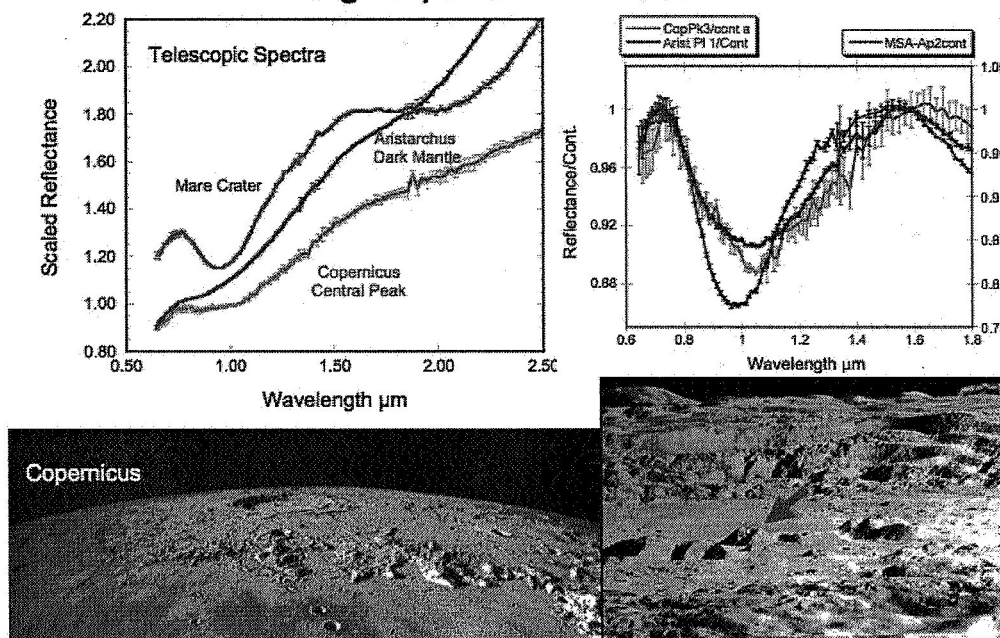 2.20
2.00
1.80
1.60
1.40
1.20
1.00
0.80
Scaled Reflectance
Telescopic Spectra
Mare Crater
Aristarchus
Dark Mantle
Copernicus
Central Peak
0.50
1.00
1.50
2.00
Wavelength µm
CopPk3/cont a
Arist Pl 1/Cont
MSA-Ap2cont
Reflectance/Cont.
1
0.96
0.92
0.88
1
0.6
0.8
1
1.2
1.4
1.6
1.8
Wavelength µm
Copernicus